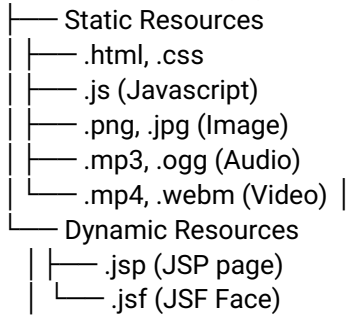 ├── Static Resources
│ ├── .html, .css
│ ├── .js (Javascript)
│ ├── .png, .jpg (Image)
│ ├── .mp3, .ogg (Audio)
│ └── .mp4, .webm (Video) │
└── Dynamic Resources
│ ├── .jsp (JSP page)
│ └── .jsf (JSF Face)